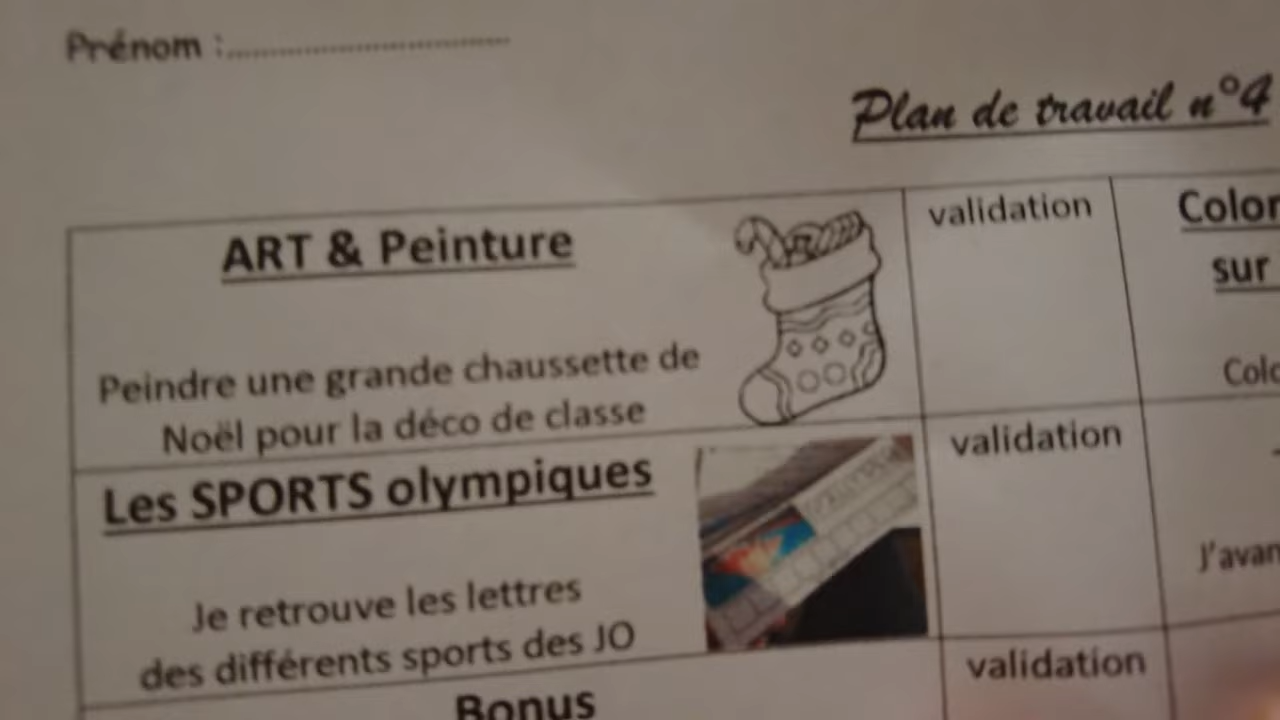 Prénom :...............................
Plan de travail n°4
ART & Peinture
Peindre une grande chaussette de
Noël pour la déco de classe
validation
Color
sur
Colo
Les SPORTS olympiques
Je retrouve les lettres
des différents sports des JO
validation
J'avan
Bonus
validation